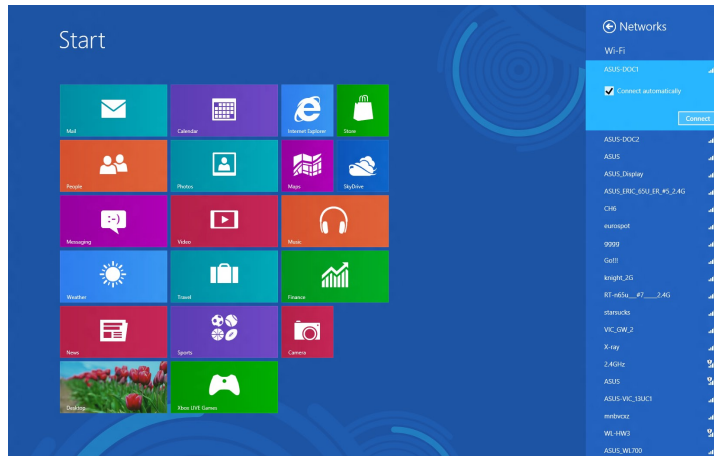 Start
Mail
Calendar
Internet Explorer
Store
People
Photos
Maps
SkyDrive
Messaging
Video
Music
Weather
Travel
Finance
News
Sports
Camera
Desktop
Xbox LIVE Games
Networks
Wi-Fi
ASUS-DOC1
Connect automatically
Connect
ASUS-DOC2
ASUS
ASUS_Display
ASUS_ERIC_65U_ER_#5_2.4G
CH6
eurospot
9999
Go!!!
knight_2G
RT-n65u__#7____2.4G
starsucks
VIC_GW_2
X-ray
2.4GHz
ASUS
ASUS-VIC_13UC1
mnbvcxz
WL-HW3
ASUS_WL700